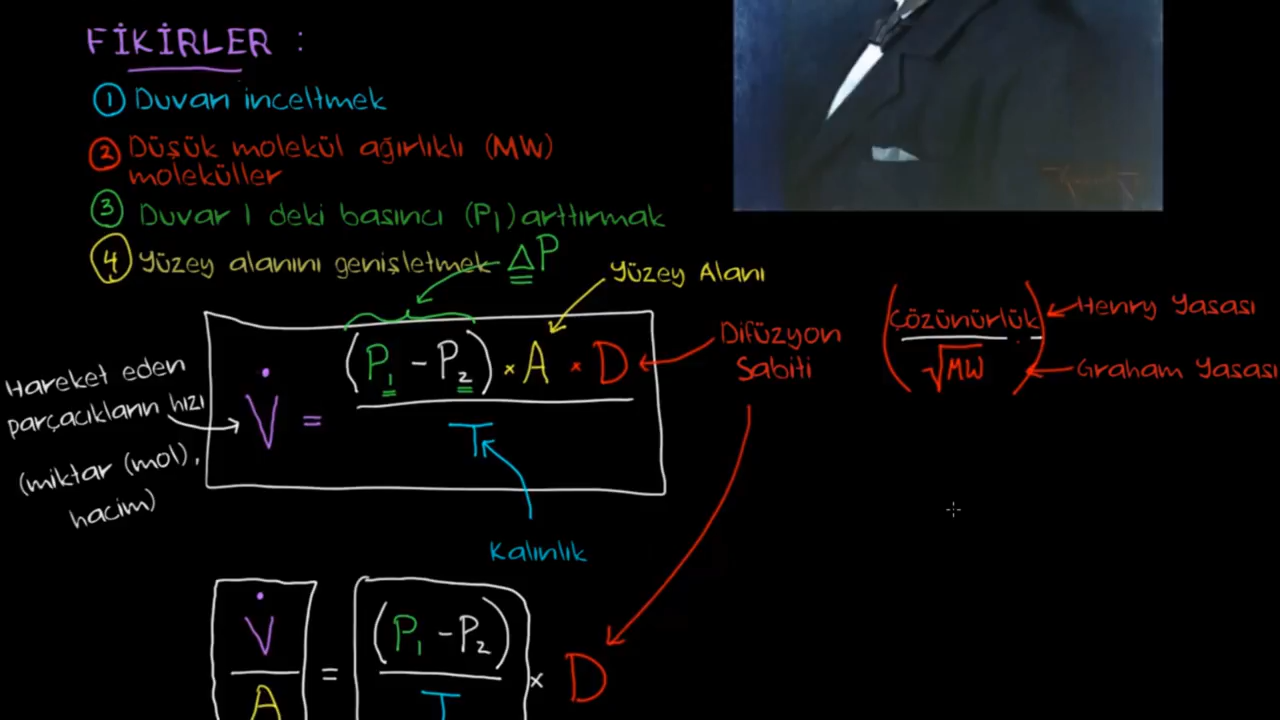 FİKİRLER :
① Duvarı inceltmek
② Düşük molekül ağırlıklı (MW)
moleküller
③ Duvar 1 deki basıncı (P₁) arttırmak
④ Yüzey alanını genişletmek
ΔP
Yüzey Alanı
Hareket eden
parçacıkların hızı
(miktar (mol),
hacim)
V̇ = (P₁ - P₂) × A × D
T
Kalınlık
Difüzyon
Sabiti
(Çözünürlük
√MW)
Henry Yasası
Graham Yasası
V̇
A
=
(P₁ - P₂)
T
× D